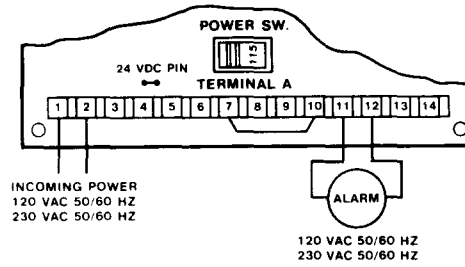 POWER SW.
115
24 VDC PIN
TERMINAL A
1 2 3 4 5 6 7 8 9 10 11 12 13 14
INCOMING POWER
120 VAC 50/60 HZ
230 VAC 50/60 HZ
ALARM
120 VAC 50/60 HZ
230 VAC 50/60 HZ